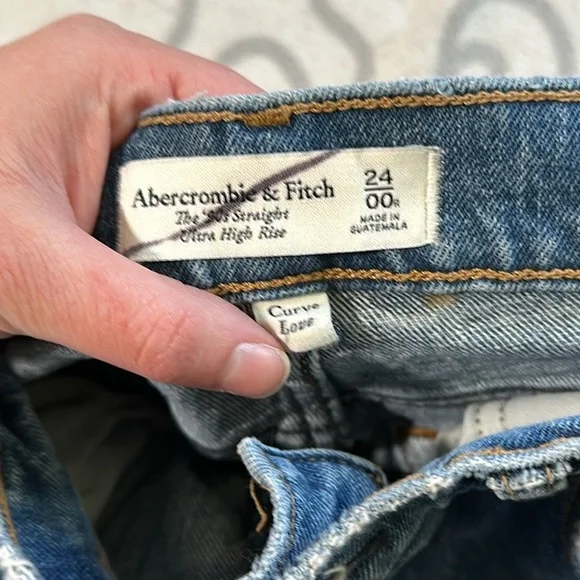 Abercrombie & Fitch
The '90s Straight
Ultra High Rise
24
00R
MADE IN
GUATEMALA
Curve
Love